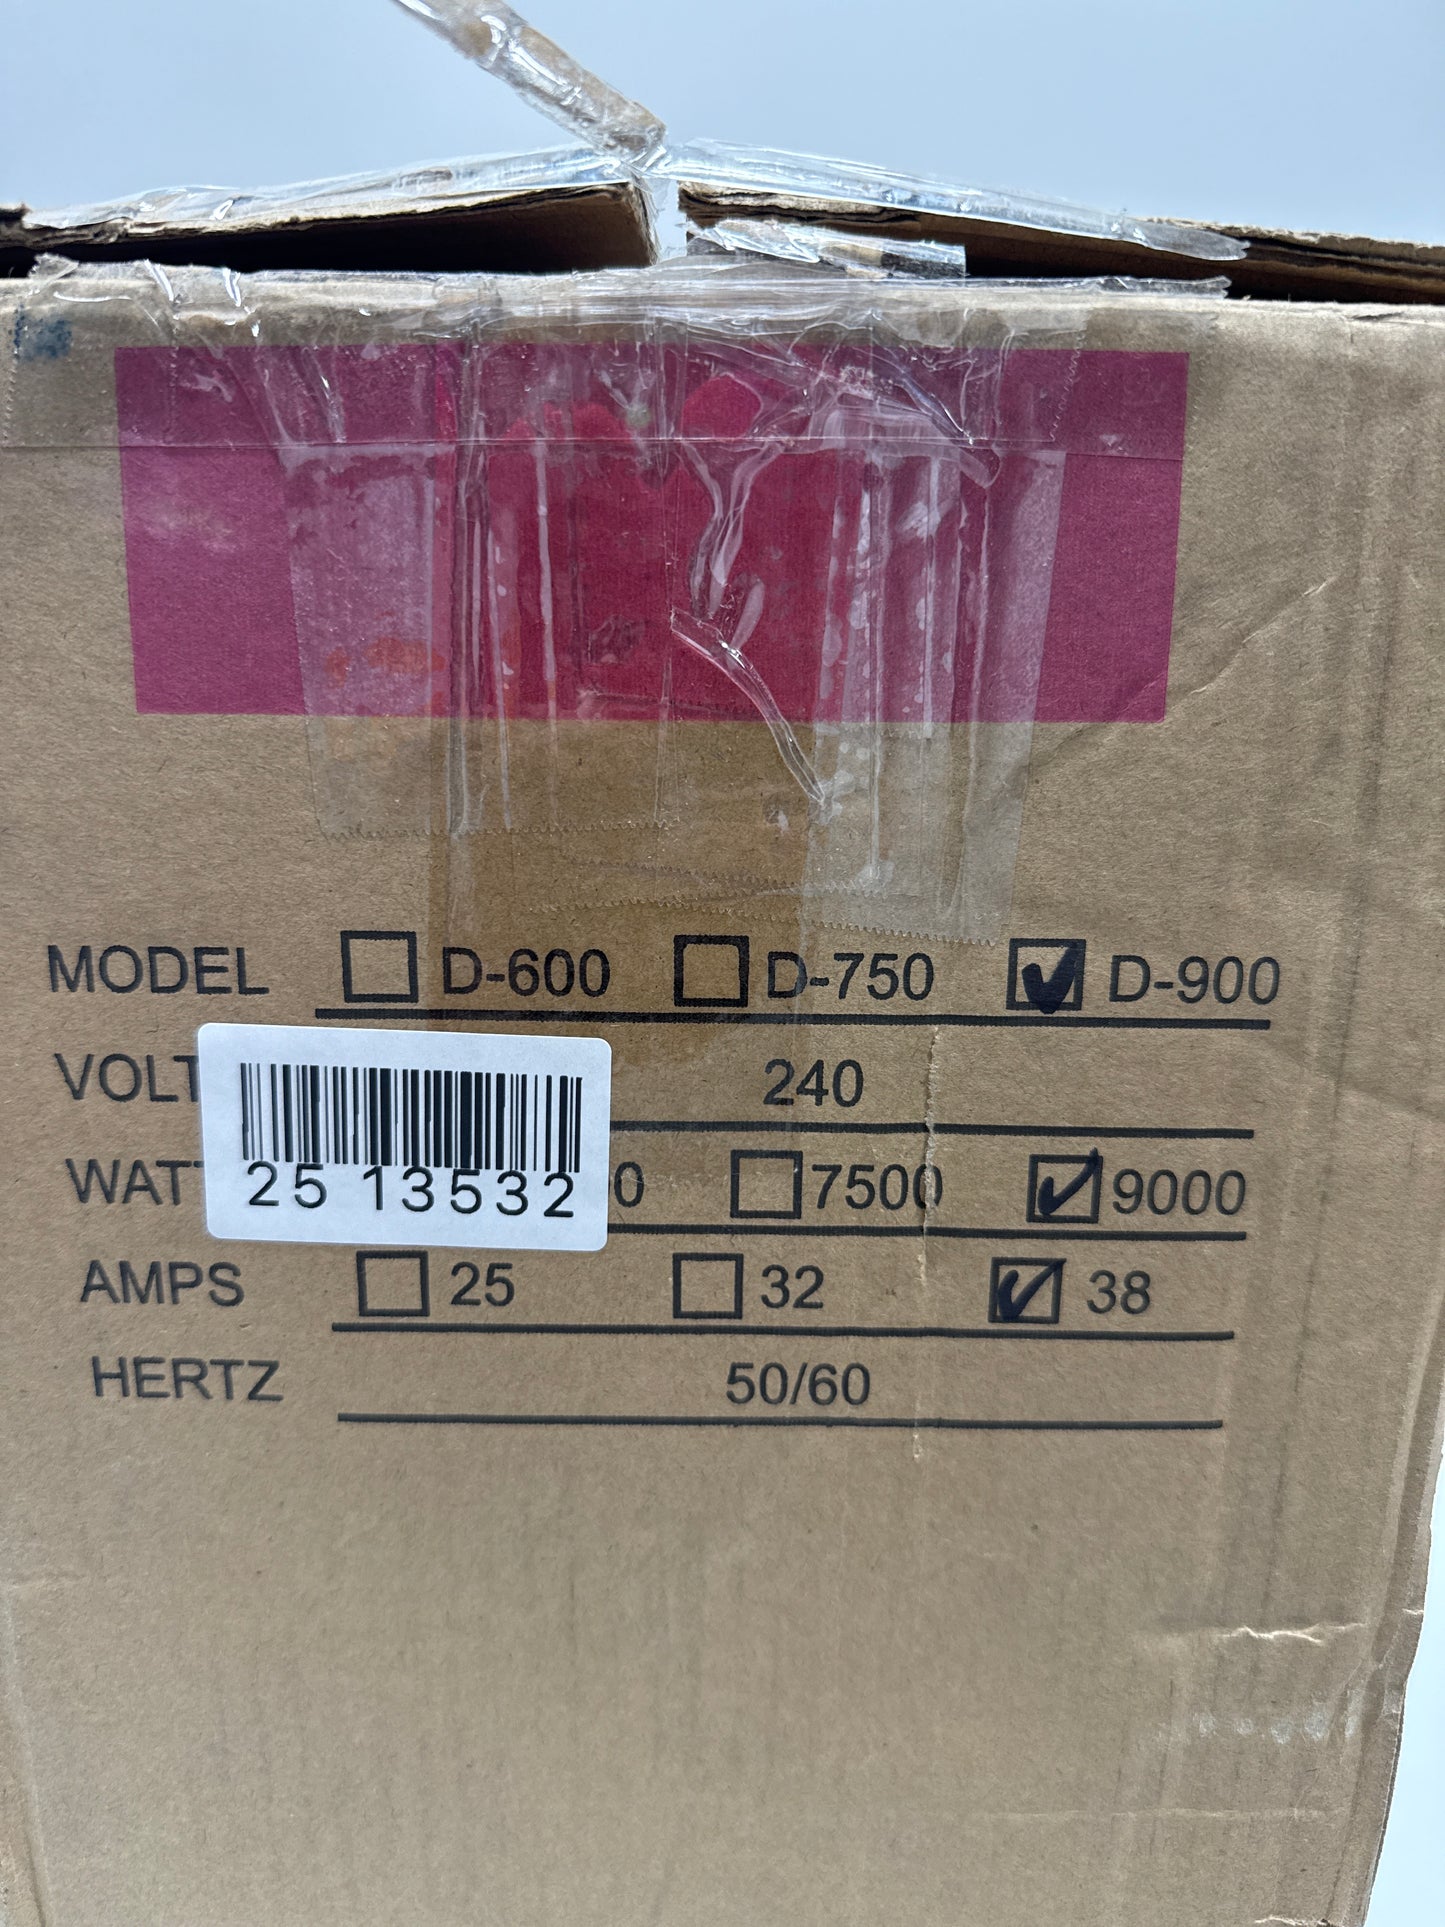 MODEL ☐ D-600 ☐ D-750 ☑ D-900
VOLT 240
WATT 0 ☐ 7500 ☑ 9000
25 13532
AMPS ☐ 25 ☐ 32 ☑ 38
HERTZ 50/60